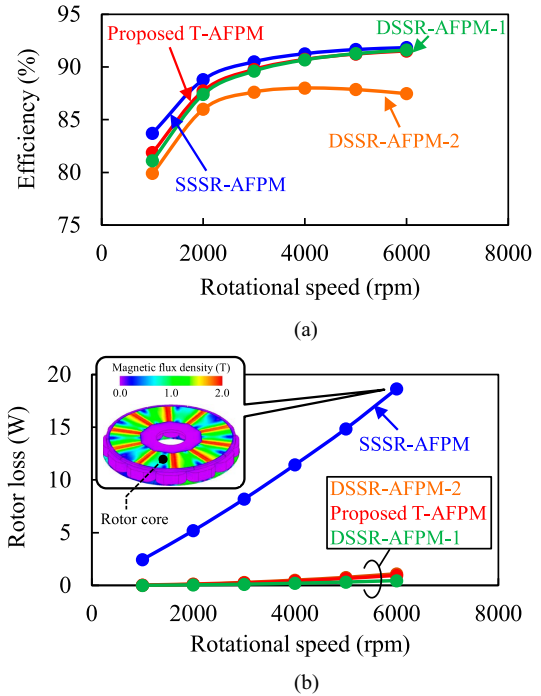 95
90
85
80
75
Efficiency (%)
Proposed T-AFPM
DSSR-AFPM-1
DSSR-AFPM-2
SSSR-AFPM
0
2000
4000
6000
8000
Rotational speed (rpm)
(a)
20
15
10
5
0
Rotor loss (W)
Magnetic flux density (T)
0.0
1.0
2.0
Rotor core
SSSR-AFPM
DSSR-AFPM-2
Proposed T-AFPM
DSSR-AFPM-1
0
2000
4000
6000
8000
Rotational speed (rpm)
(b)